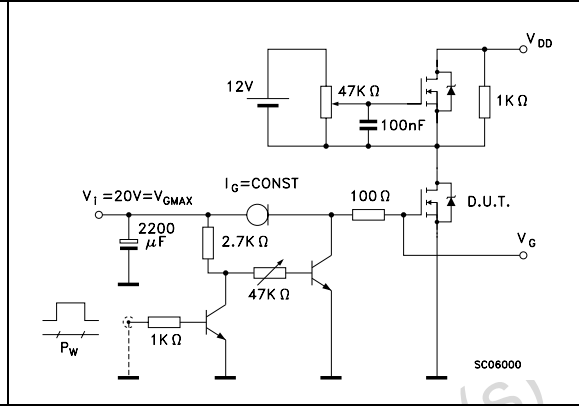 V DD
12V
47K Ω
1K Ω
100nF
I G =CONST
V i =20V=V GMAX
100 Ω
D.U.T.
2200
μF
2.7K Ω
V G
47K Ω
1K Ω
P W
SC06000
(S)